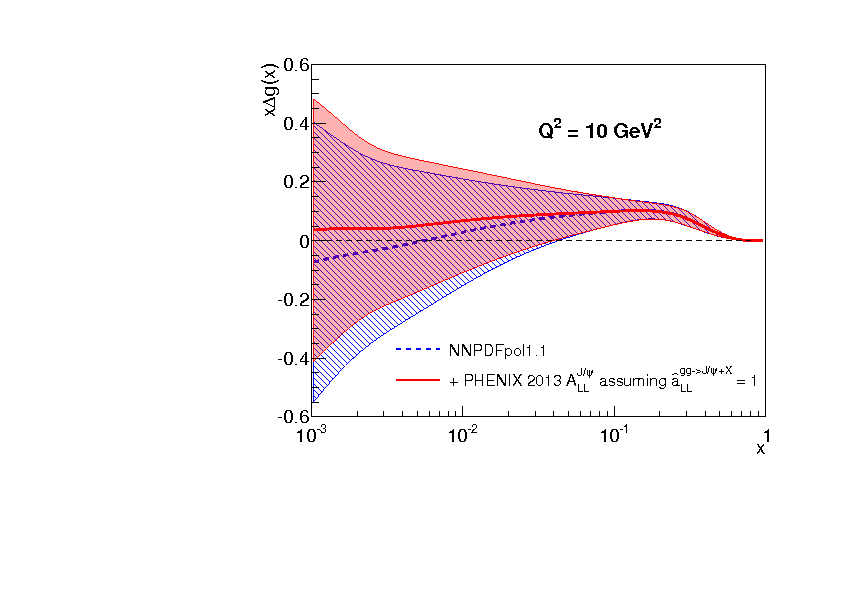 xΔg(x)
0.6
0.4
0.2
0
-0.2
-0.4
-0.6
Q² = 10 GeV²
NNPDFpol1.1
+ PHENIX 2013 A_LL^J/ψ assuming â_LL^gg->J/ψ+X = 1
10⁻³ 10⁻² 10⁻¹ 1
x